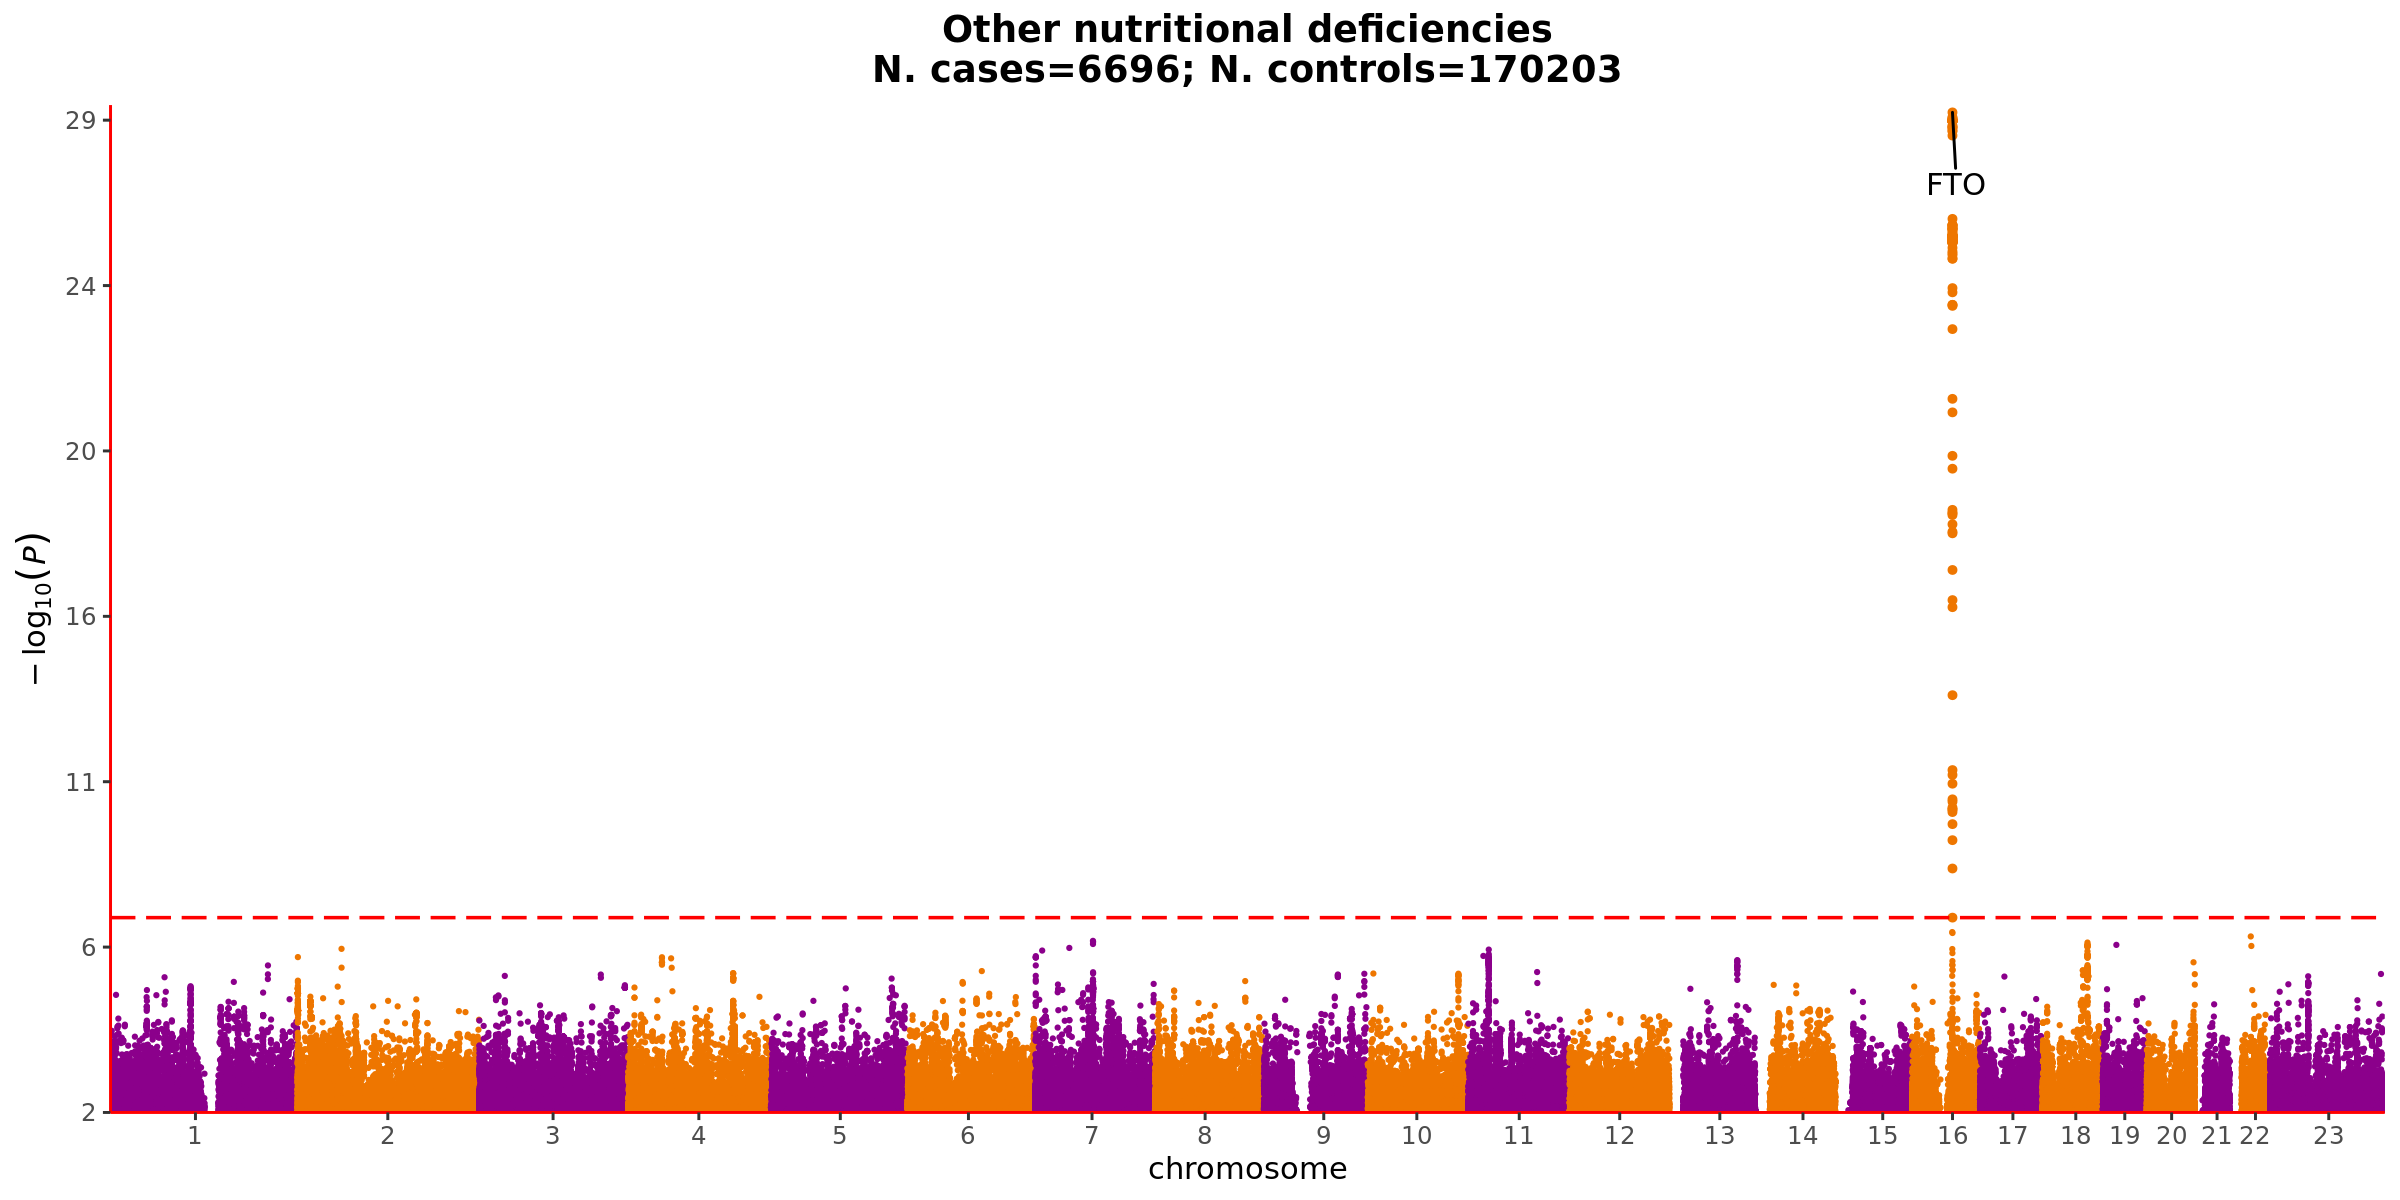 Other nutritional deficiencies
N. cases=6696; N. controls=170203
29
FTO
24
20
16
11
6
2
− log10(P)
1 2 3 4 5 6 7 8 9 10 11 12 13 14 15 16 17 18 19 20 21 22 23
chromosome